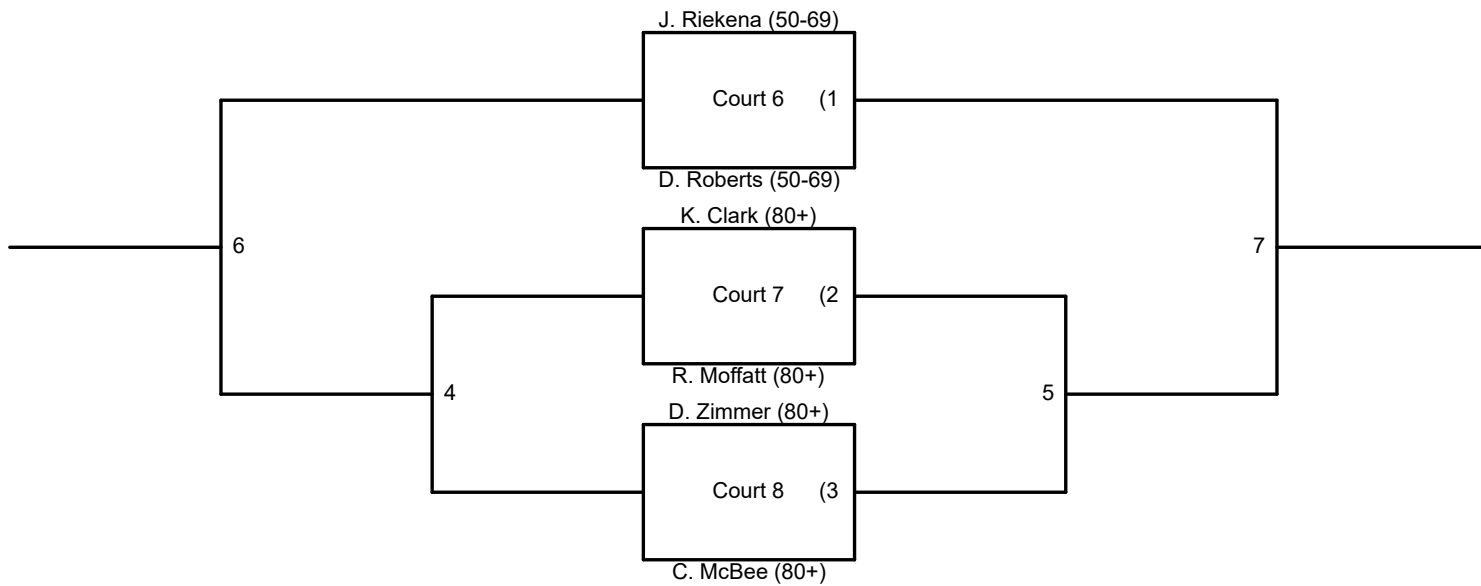 J. Riekena (50-69)
Court 6 (1
D. Roberts (50-69)
K. Clark (80+)
6
7
Court 7 (2
R. Moffatt (80+)
4
5
D. Zimmer (80+)
Court 8 (3
C. McBee (80+)